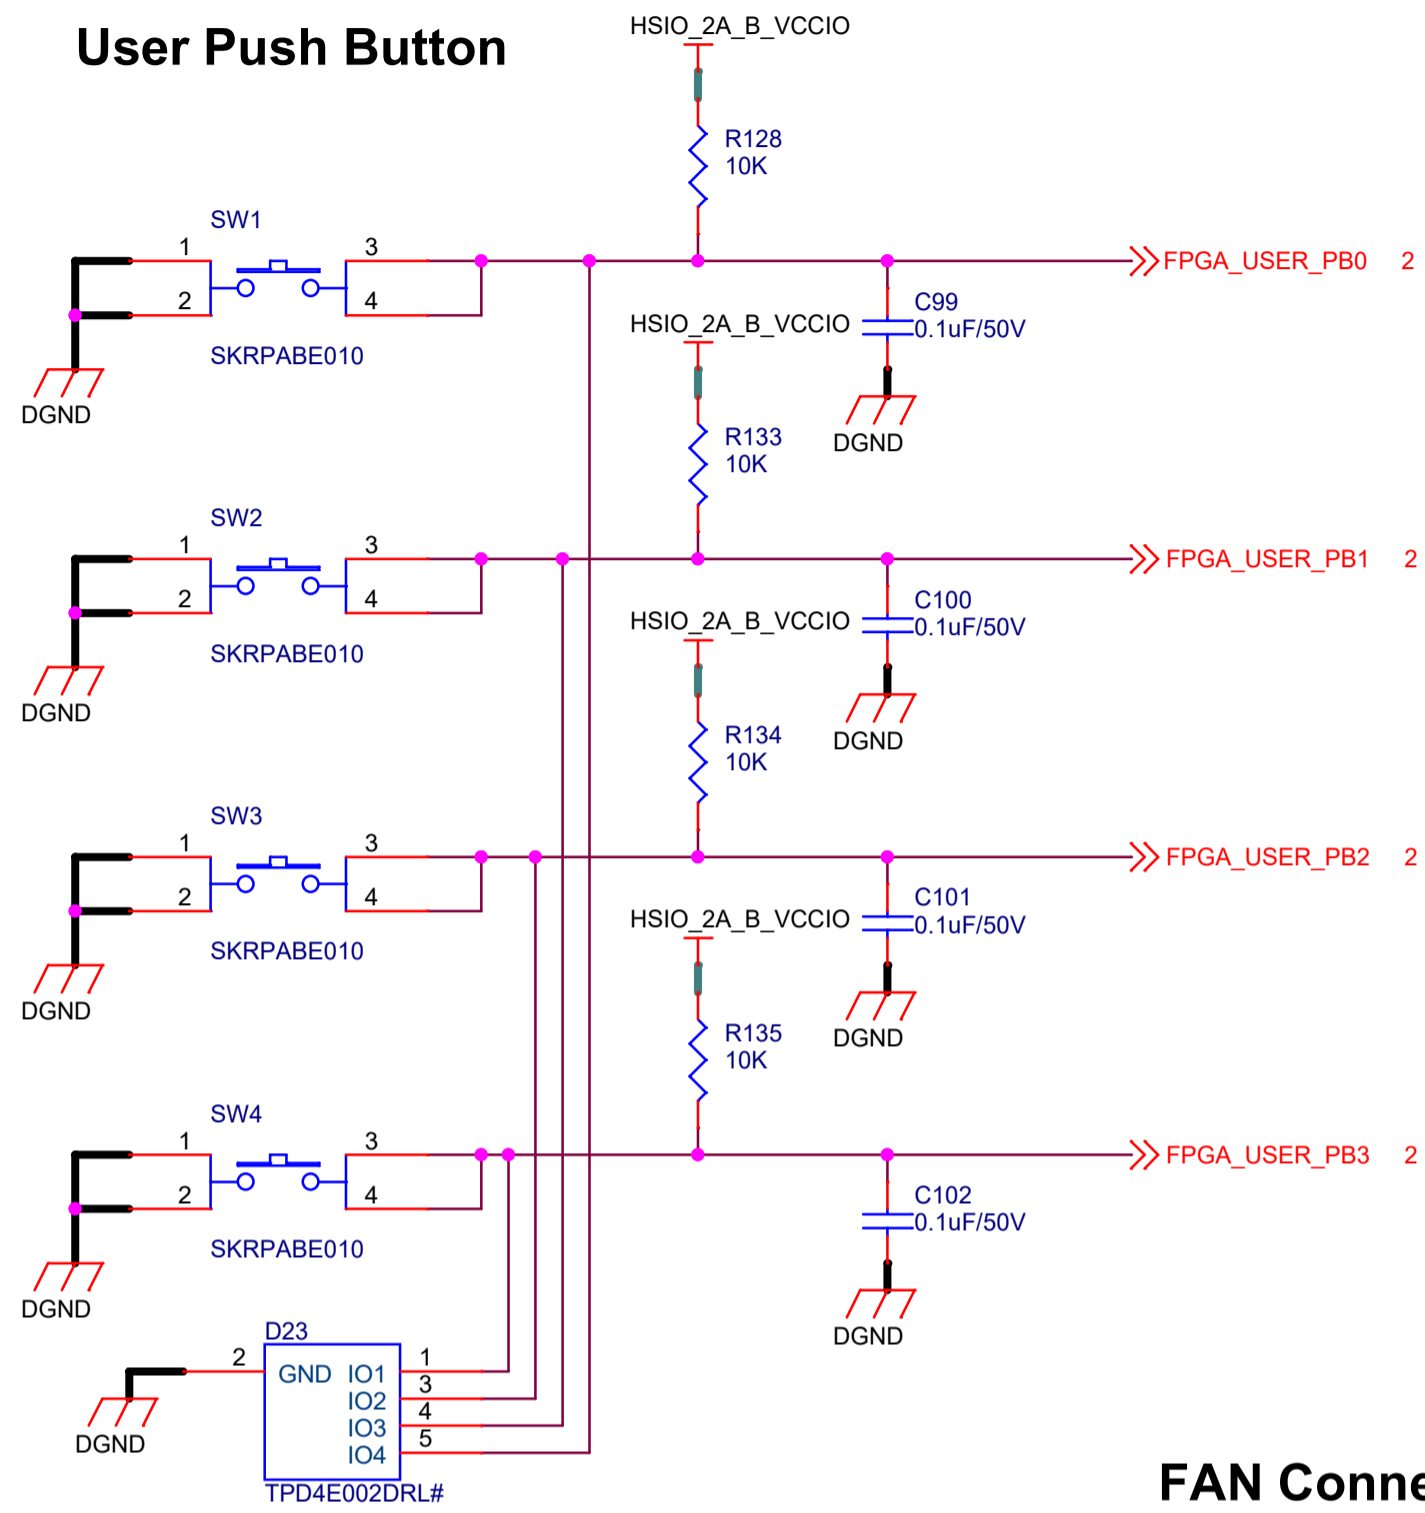 User Push Button
HSIO_2A_B_VCCIO
R128
10K
SW1
1
3
2
4
SKRPABE010
DGND
FPGA_USER_PB0 2
C99
0.1uF/50V
DGND
HSIO_2A_B_VCCIO
R133
10K
SW2
1
3
2
4
SKRPABE010
DGND
FPGA_USER_PB1 2
C100
0.1uF/50V
DGND
HSIO_2A_B_VCCIO
R134
10K
SW3
1
3
2
4
SKRPABE010
DGND
FPGA_USER_PB2 2
C101
0.1uF/50V
DGND
HSIO_2A_B_VCCIO
R135
10K
SW4
1
3
2
4
SKRPABE010
DGND
FPGA_USER_PB3 2
C102
0.1uF/50V
DGND
D23
2
GND IO1 1
IO2 3
IO3 4
IO4 5
DGND
TPD4E002DRL#
FAN Conne